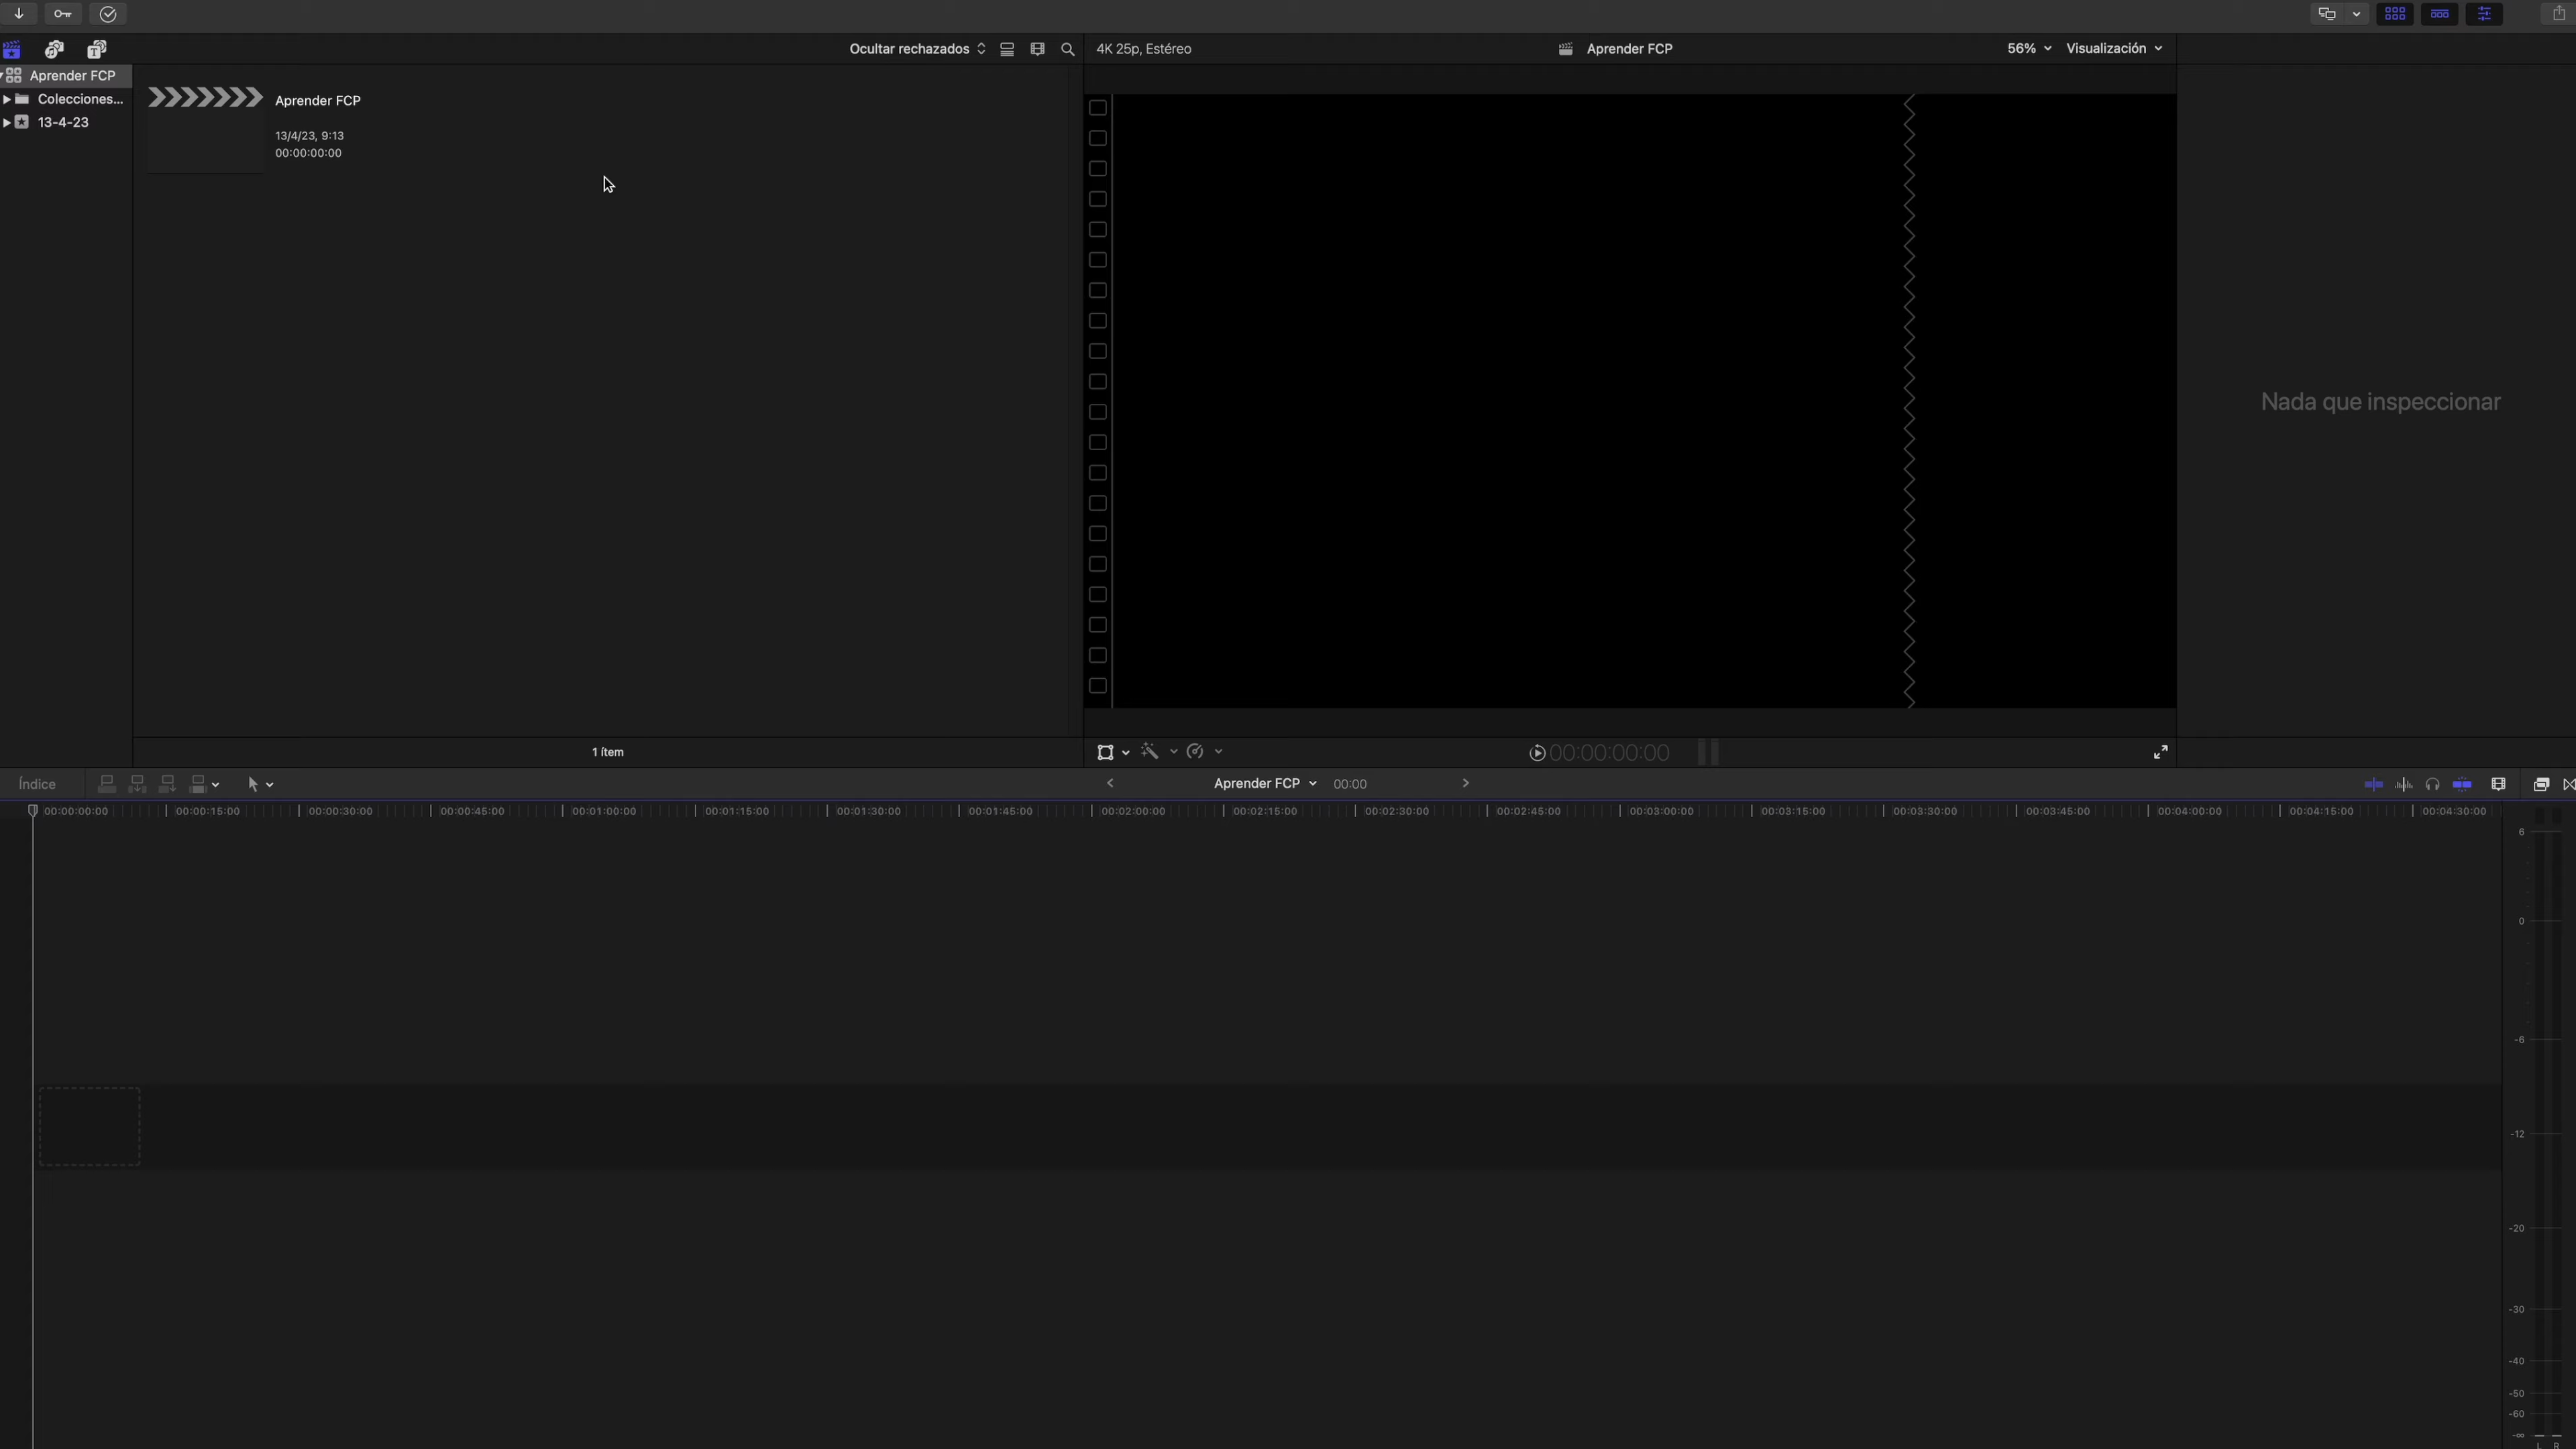 Ocultar rechazados
4K 25p, Estéreo
Aprender FCP
56%
Visualización
Aprender FCP
Colecciones...
13-4-23
Aprender FCP
13/4/23, 9:13
00:00:00:00
Nada que inspeccionar
1 ítem
00:00:00:00
Índice
Aprender FCP
00:00
00:00:00:00
00:00:15:00
00:00:30:00
00:00:45:00
00:01:00:00
00:01:15:00
00:01:30:00
00:01:45:00
00:02:00:00
00:02:15:00
00:02:30:00
00:02:45:00
00:03:00:00
00:03:15:00
00:03:30:00
00:03:45:00
00:04:00:00
00:04:15:00
00:04:30:00
6
0
-6
-12
-20
-30
-40
-50
-60
-∞
L R